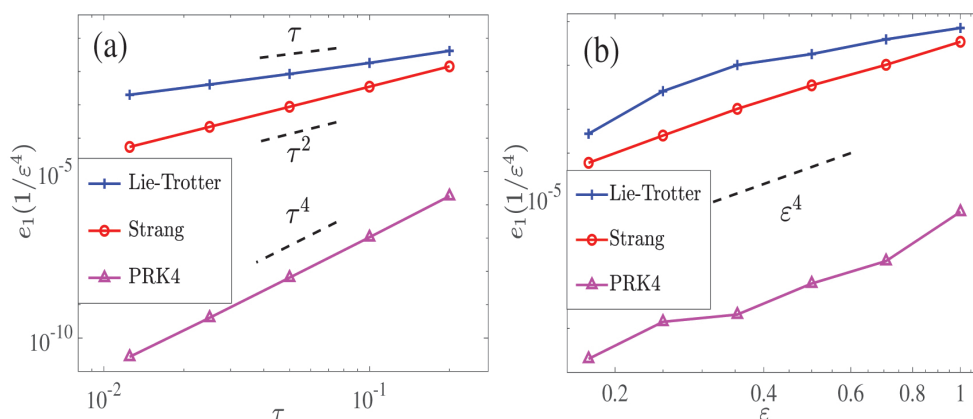 (a)
τ
τ²
τ⁴
10⁻⁵
10⁻¹⁰
e₁(1/ε⁴)
Lie-Trotter
Strang
PRK4
10⁻²
10⁻¹
τ
(b)
ε⁴
10⁻⁵
e₁(1/ε⁴)
Lie-Trotter
Strang
PRK4
0.2
0.4
0.6
0.8
1
ε